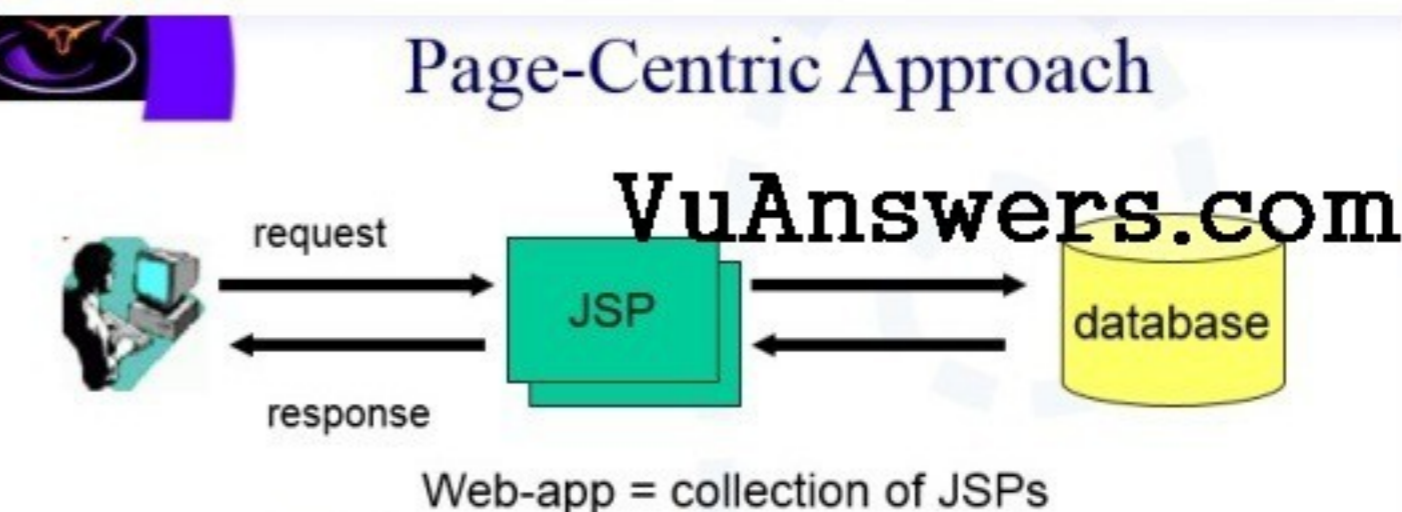 Page-Centric Approach
VuAnswers.com
request
JSP
database
response
Web-app = collection of JSPs